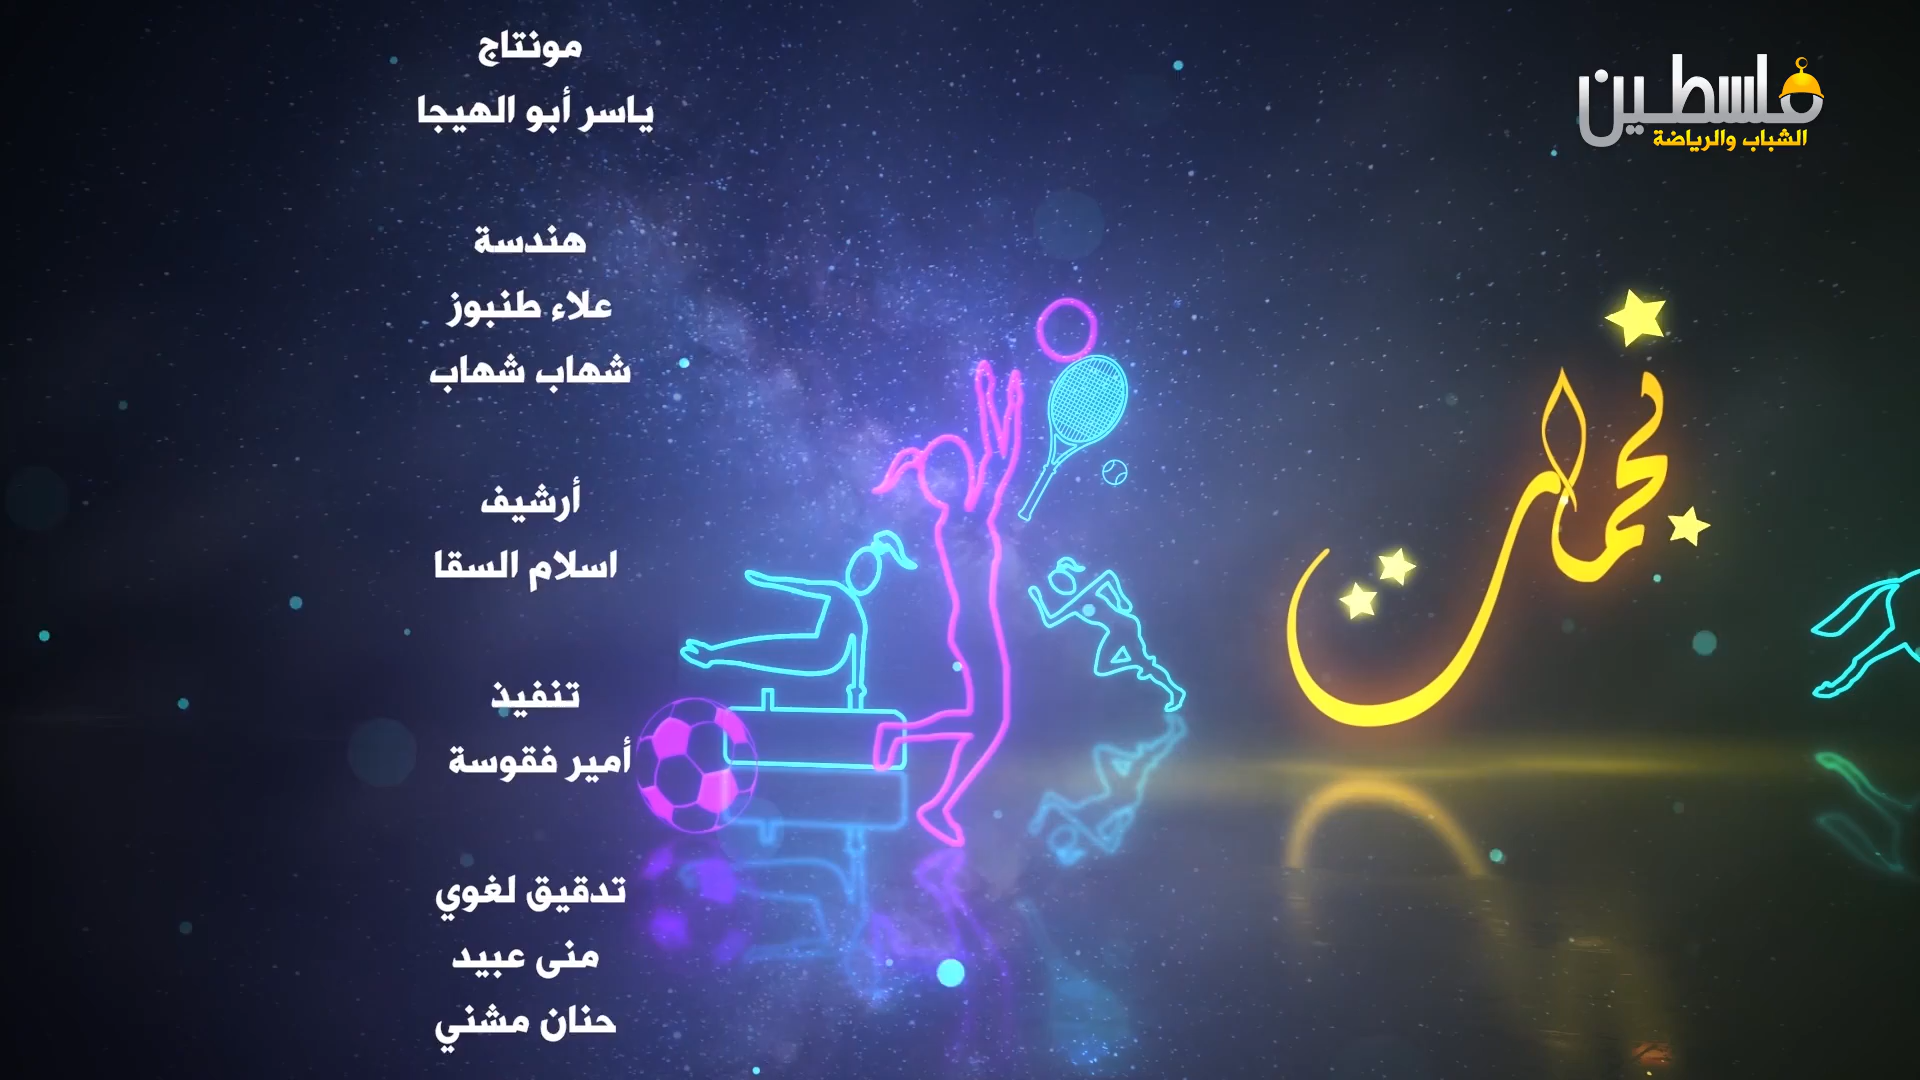 مونتاج
ياسر أبو الهيجا
هندسة
علاء طنبوز
شهاب شهاب
أرشيف
اسلام السقا
تنفيذ
أمير فقوسة
تدقيق لغوي
منى عبيد
حنان مشني
فلسطين
الشباب والرياضة
نجمات